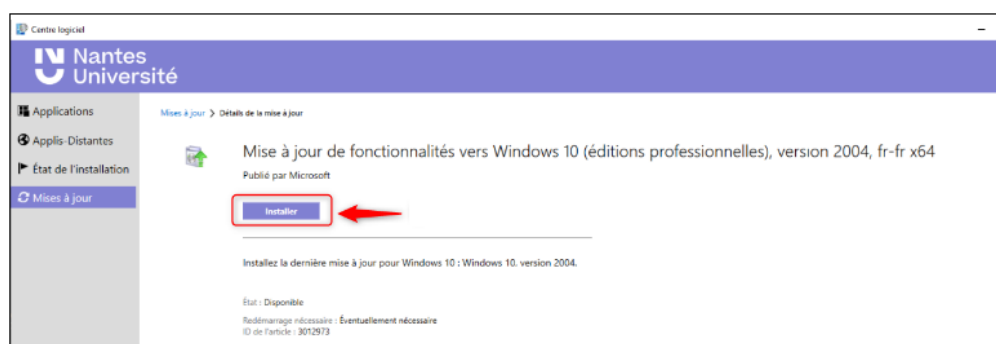 Centre logiciel
Nantes
Université
Applications
Applis-Distantes
État de l'installation
Mises à jour
Mises à jour > Détails de la mise à jour
Mise à jour de fonctionnalités vers Windows 10 (éditions professionnelles), version 2004, fr-fr x64
Publié par Microsoft
Installer
Installez la dernière mise à jour pour Windows 10 : Windows 10. version 2004.
État : Disponible
Redémarrage nécessaire : Éventuellement nécessaire
ID de l'article : 3012973